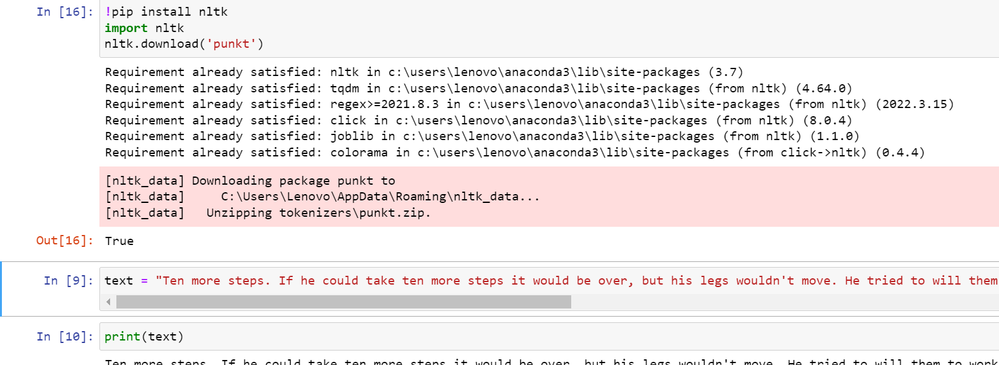 In [16]: !pip install nltk
import nltk
nltk.download('punkt')
Requirement already satisfied: nltk in c:\users\lenovo\anaconda3\lib\site-packages (3.7)
Requirement already satisfied: tqdm in c:\users\lenovo\anaconda3\lib\site-packages (from nltk) (4.64.0)
Requirement already satisfied: regex>=2021.8.3 in c:\users\lenovo\anaconda3\lib\site-packages (from nltk) (2022.3.15)
Requirement already satisfied: click in c:\users\lenovo\anaconda3\lib\site-packages (from nltk) (8.0.4)
Requirement already satisfied: joblib in c:\users\lenovo\anaconda3\lib\site-packages (from nltk) (1.1.0)
Requirement already satisfied: colorama in c:\users\lenovo\anaconda3\lib\site-packages (from click->nltk) (0.4.4)
[nltk_data] Downloading package punkt to
[nltk_data]     C:\Users\Lenovo\AppData\Roaming\nltk_data...
[nltk_data]   Unzipping tokenizers\punkt.zip.
Out[16]: True
In [9]: text = "Ten more steps. If he could take ten more steps it would be over, but his legs wouldn't move. He tried to will them
In [10]: print(text)
Ten more steps. If he could take ten more steps it would be over, but his legs wouldn't move. He tried to will them to work